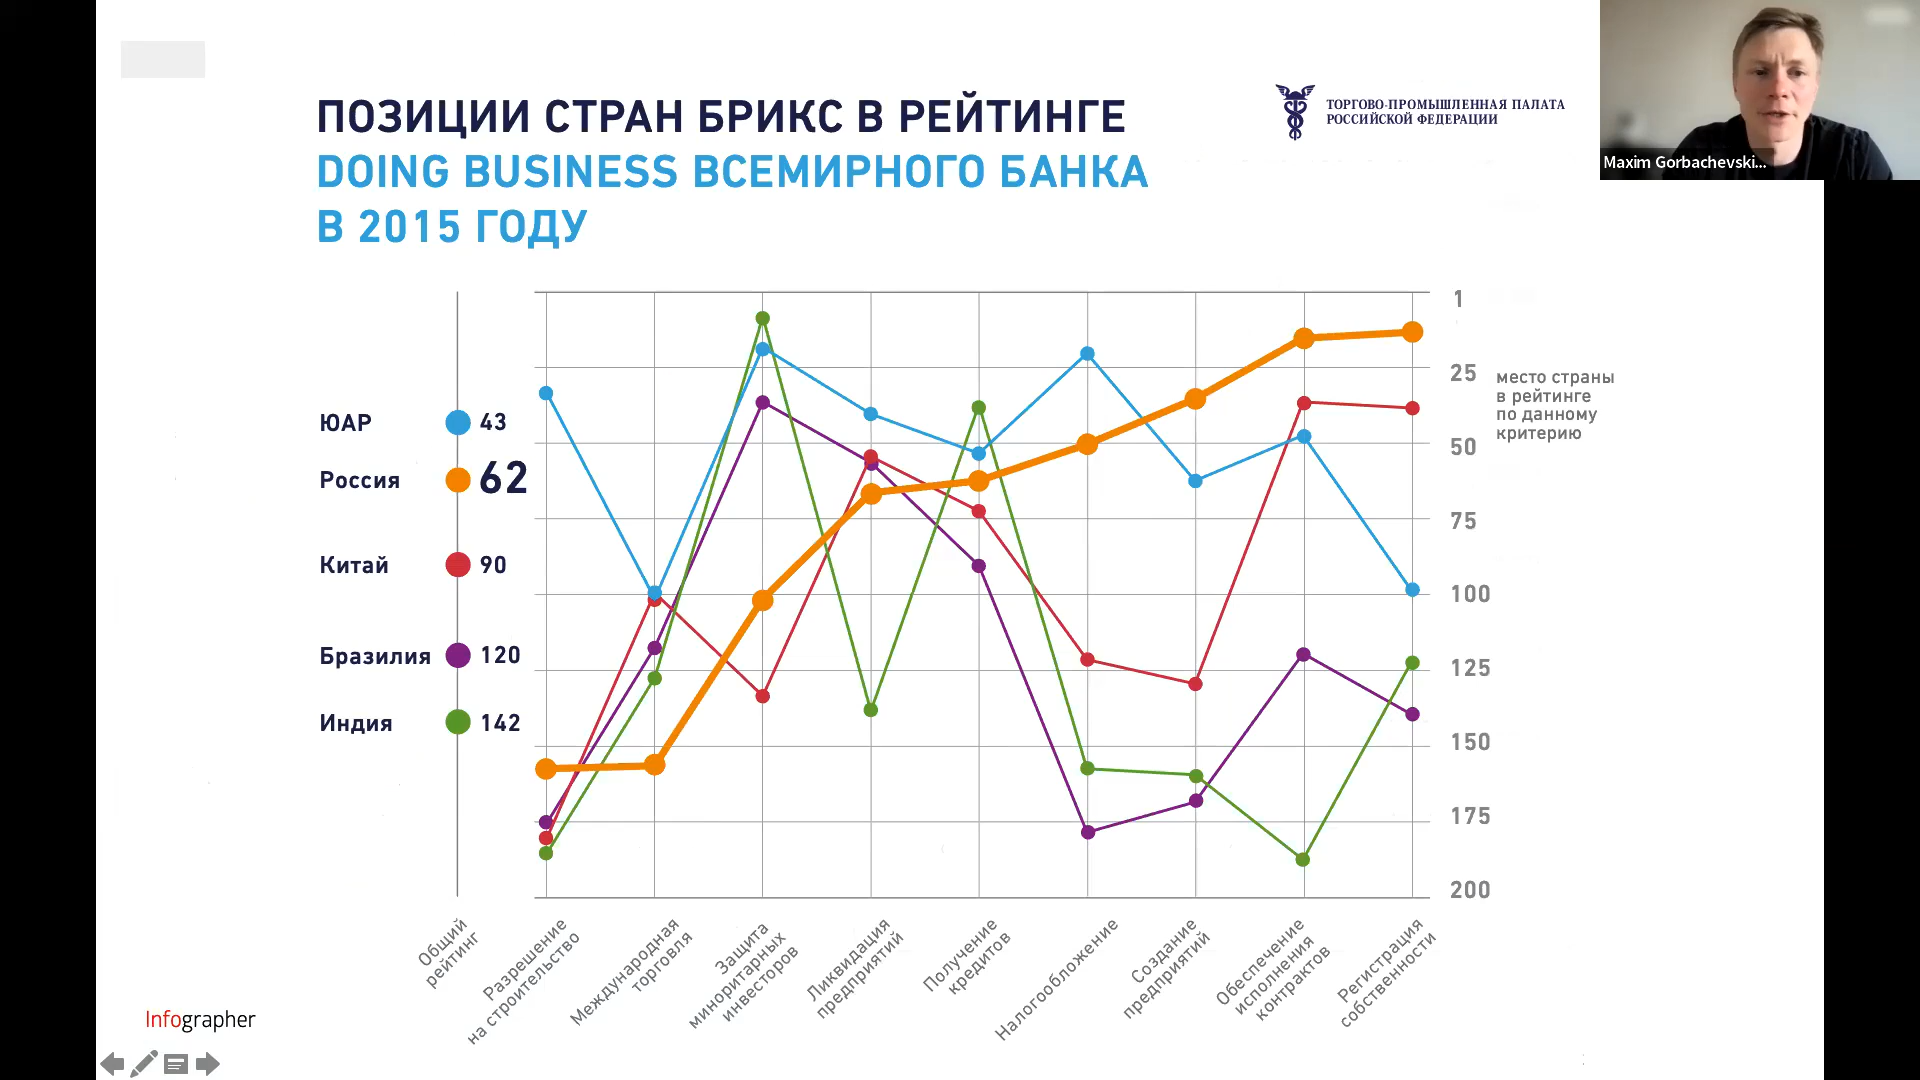 ПОЗИЦИИ СТРАН БРИКС В РЕЙТИНГЕ
DOING BUSINESS ВСЕМИРНОГО БАНКА
В 2015 ГОДУ
ТОРГОВО-ПРОМЫШЛЕННАЯ ПАЛАТА
РОССИЙСКОЙ ФЕДЕРАЦИИ
Maxim Gorbachevski...
ЮАР 43
Россия 62
Китай 90
Бразилия 120
Индия 142
1
25
50
75
100
125
150
175
200
место страны
в рейтинге
по данному
критерию
Общий
рейтинг
Разрешение
на строительство
Международная
торговля
Защита
миноритарных
инвесторов
Ликвидация
предприятий
Получение
кредитов
Налогообложение
Создание
предприятий
Обеспечение
исполнения
контрактов
Регистрация
собственности
Infographer